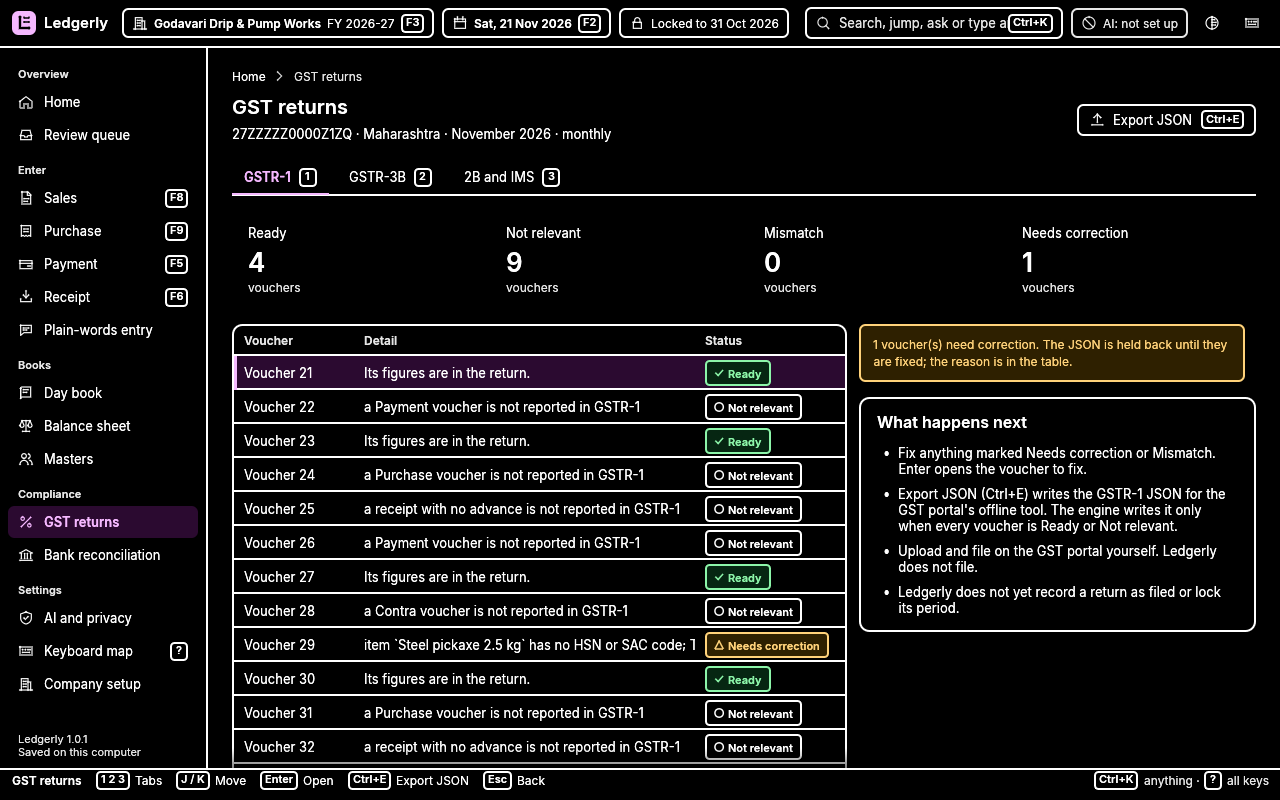 Ledgerly
Godavari Drip & Pump Works FY 2026-27 F3
Sat, 21 Nov 2026 F2
Locked to 31 Oct 2026
Search, jump, ask or type a Ctrl+K
AI: not set up
Overview
Home
Review queue
Enter
Sales F8
Purchase F9
Payment F5
Receipt F6
Plain-words entry
Books
Day book
Balance sheet
Masters
Compliance
GST returns
Bank reconciliation
Settings
AI and privacy
Keyboard map ?
Company setup
Ledgerly 1.0.1
Saved on this computer
Home > GST returns
GST returns
27ZZZZZ0000Z1ZQ · Maharashtra · November 2026 · monthly
Export JSON Ctrl+E
GSTR-1 1
GSTR-3B 2
2B and IMS 3
Ready
4
vouchers
Not relevant
9
vouchers
Mismatch
0
vouchers
Needs correction
1
vouchers
Voucher Detail Status
Voucher 21 Its figures are in the return. Ready
Voucher 22 a Payment voucher is not reported in GSTR-1 Not relevant
Voucher 23 Its figures are in the return. Ready
Voucher 24 a Purchase voucher is not reported in GSTR-1 Not relevant
Voucher 25 a receipt with no advance is not reported in GSTR-1 Not relevant
Voucher 26 a Payment voucher is not reported in GSTR-1 Not relevant
Voucher 27 Its figures are in the return. Ready
Voucher 28 a Contra voucher is not reported in GSTR-1 Not relevant
Voucher 29 item `Steel pickaxe 2.5 kg` has no HSN or SAC code; Needs correction
Voucher 30 Its figures are in the return. Ready
Voucher 31 a Purchase voucher is not reported in GSTR-1 Not relevant
Voucher 32 a receipt with no advance is not reported in GSTR-1 Not relevant
1 voucher(s) need correction. The JSON is held back until they
are fixed; the reason is in the table.
What happens next
• Fix anything marked Needs correction or Mismatch.
Enter opens the voucher to fix.
• Export JSON (Ctrl+E) writes the GSTR-1 JSON for the
GST portal's offline tool. The engine writes it only
when every voucher is Ready or Not relevant.
• Upload and file on the GST portal yourself. Ledgerly
does not file.
• Ledgerly does not yet record a return as filed or lock
its period.
GST returns 1 2 3 Tabs J / K Move Enter Open Ctrl+E Export JSON Esc Back
Ctrl+K anything · ? all keys